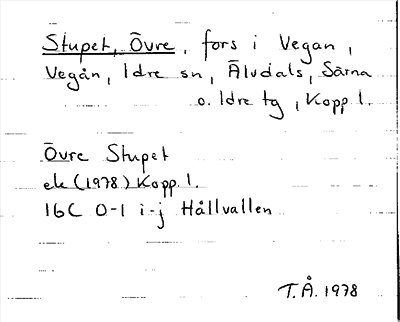 Stupet, Övre, fors i Vegan,
Vegån, Idre sn, Älvdals, Särna
o. Idre tg, Kopp l.
Övre Stupet
ek (1978) Kopp. l.
16C 0-1 i-j Hållvallen
T.Å. 1978